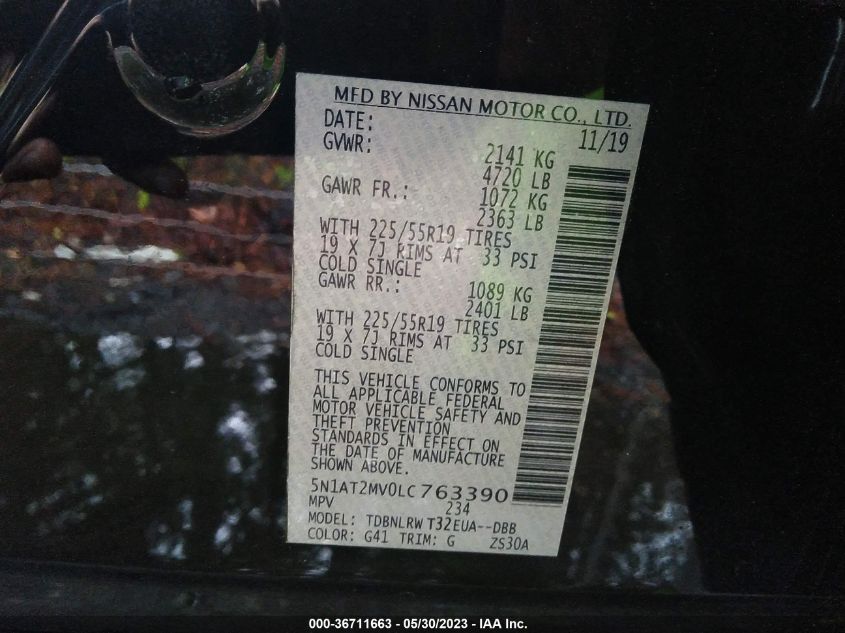 MFD BY NISSAN MOTOR CO., LTD.
DATE: 11/19
GVWR: 2141 KG
4720 LB
GAWR FR.: 1072 KG
2363 LB
WITH 225/55R19 TIRES
19 X 7J RIMS AT 33 PSI
COLD SINGLE
GAWR RR.: 1089 KG
2401 LB
WITH 225/55R19 TIRES
19 X 7J RIMS AT 33 PSI
COLD SINGLE
THIS VEHICLE CONFORMS TO
ALL APPLICABLE FEDERAL
MOTOR VEHICLE SAFETY AND
THEFT PREVENTION
STANDARDS IN EFFECT ON
THE DATE OF MANUFACTURE
SHOWN ABOVE.
5N1AT2MV0LC763390
MPV 234
MODEL: TDBNLRW T32EUA--DBB
COLOR: G41 TRIM: G ZS30A
000-36711663 - 05/30/2023 - IAA Inc.